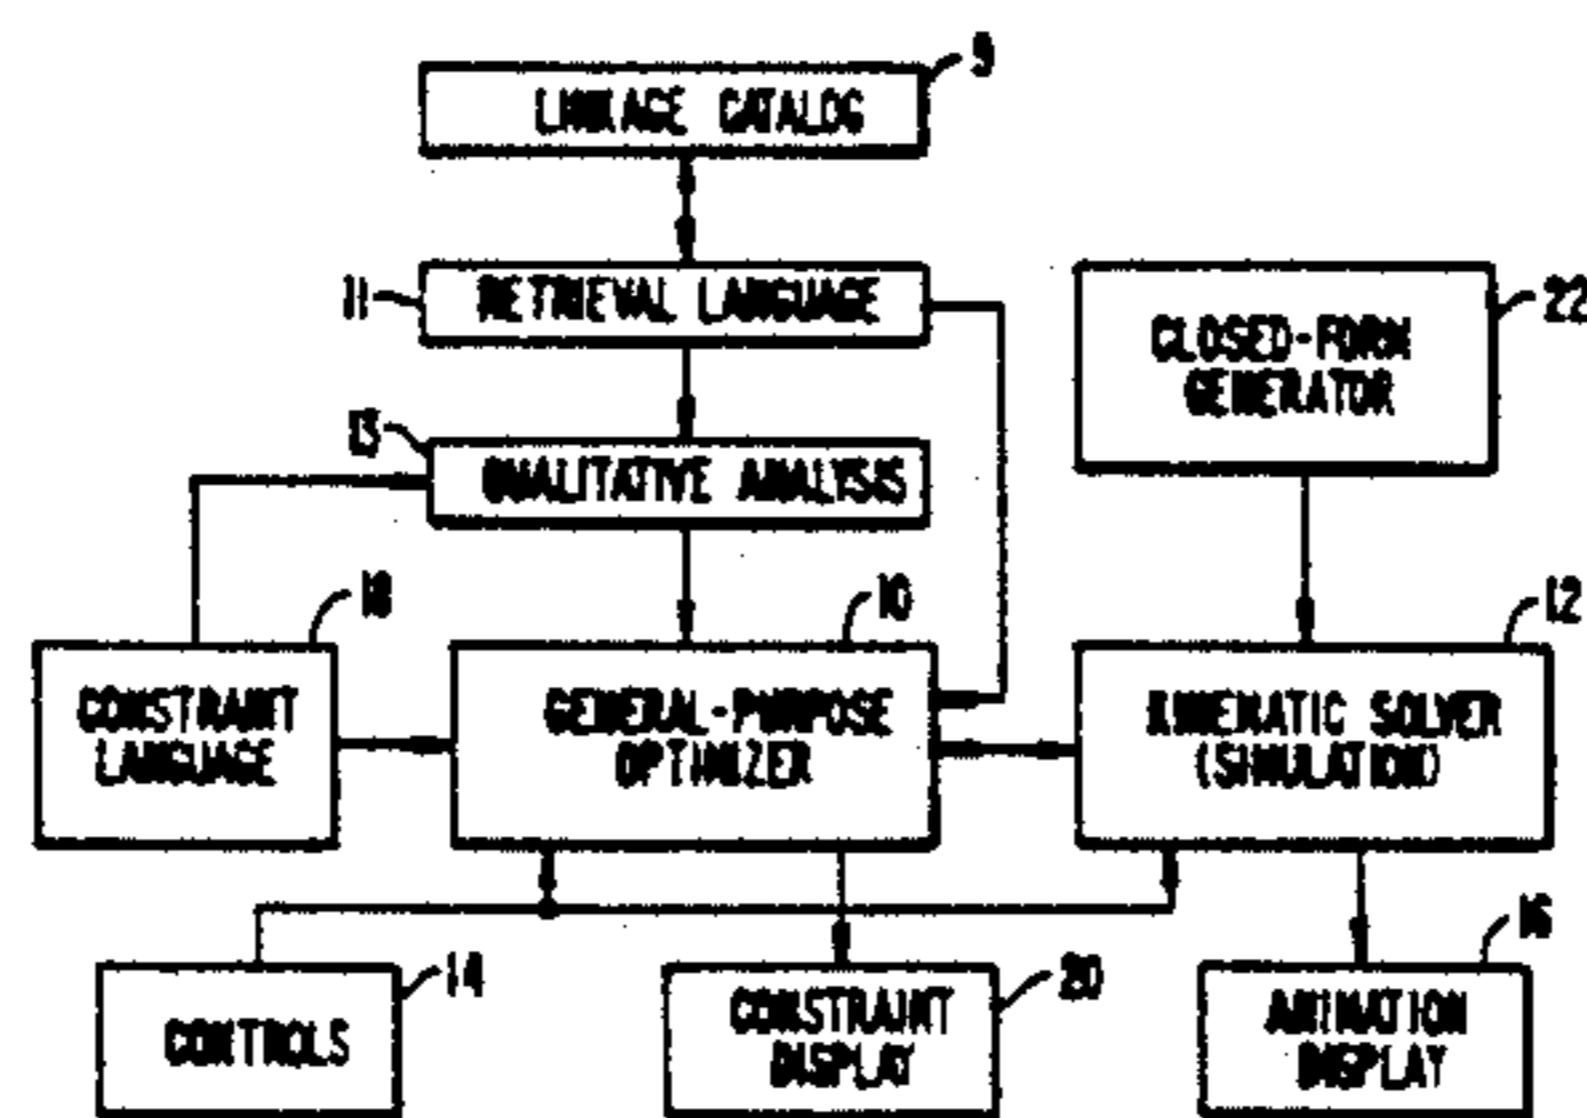 9
LINKAGE CATALOG
11
RETRIEVAL LANGUAGE
22
CLOSED-FORM
GENERATOR
13
QUALITATIVE ANALYSIS
18
10
12
CONSTRAINT
LANGUAGE
GENERAL-PURPOSE
OPTIMIZER
KINEMATIC SOLVER
(SIMULATION)
14
20
16
CONTROLS
CONSTRAINT
DISPLAY
ANIMATION
DISPLAY